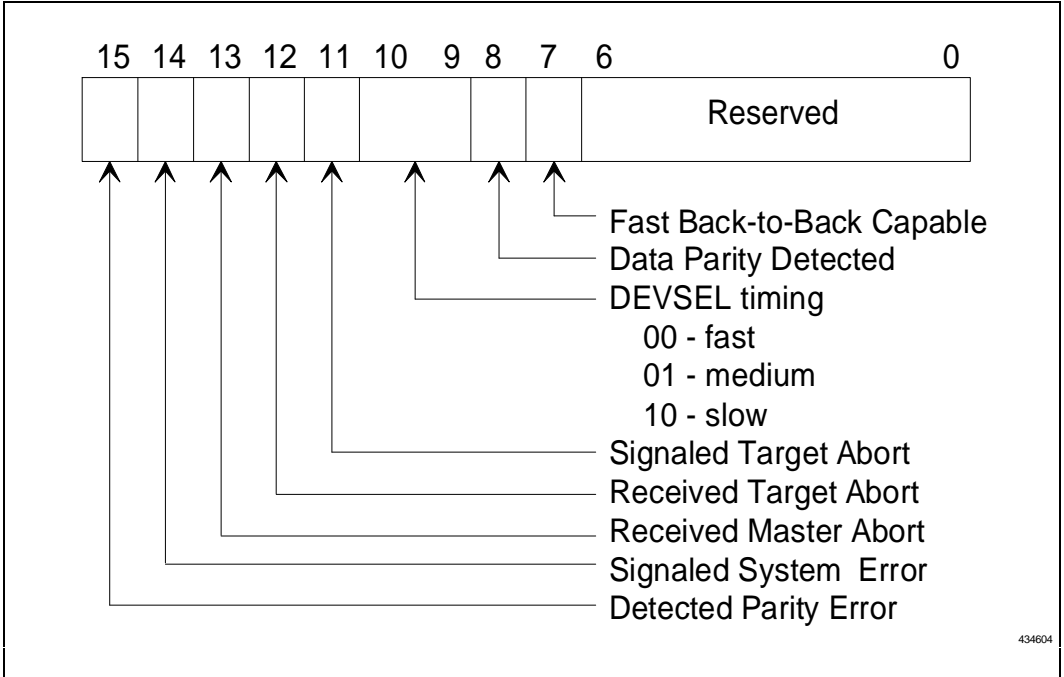 15 14 13 12 11 10 9 8 7 6 0
Reserved
Fast Back-to-Back Capable
Data Parity Detected
DEVSEL timing
00 - fast
01 - medium
10 - slow
Signaled Target Abort
Received Target Abort
Received Master Abort
Signaled System Error
Detected Parity Error
434604